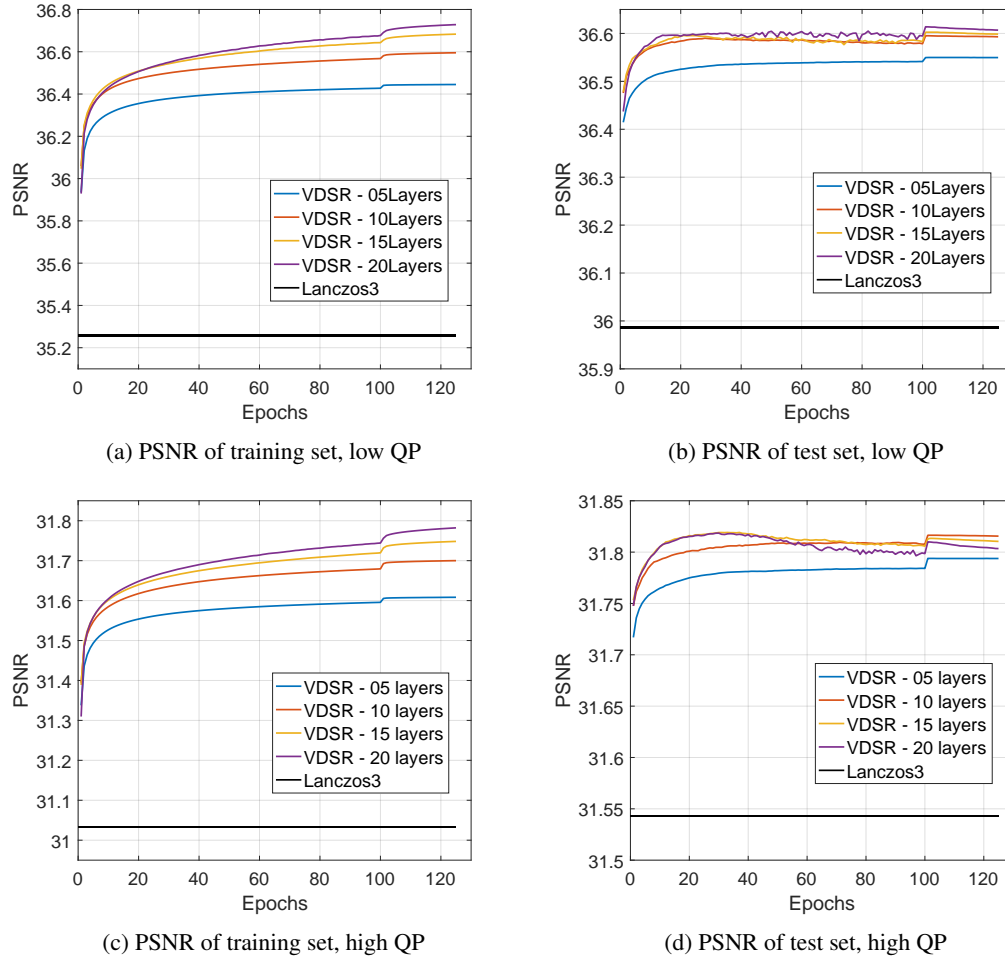 36.8
36.6
36.4
36.2
36
35.8
35.6
35.4
35.2
PSNR
VDSR - 05Layers
VDSR - 10Layers
VDSR - 15Layers
VDSR - 20Layers
Lanczos3
0 20 40 60 80 100 120
Epochs
(a) PSNR of training set, low QP
36.6
36.5
36.4
36.3
36.2
36.1
36
35.9
PSNR
VDSR - 05Layers
VDSR - 10Layers
VDSR - 15Layers
VDSR - 20Layers
Lanczos3
0 20 40 60 80 100 120
Epochs
(b) PSNR of test set, low QP
31.8
31.7
31.6
31.5
31.4
31.3
31.2
31.1
31
PSNR
VDSR - 05 layers
VDSR - 10 layers
VDSR - 15 layers
VDSR - 20 layers
Lanczos3
0 20 40 60 80 100 120
Epochs
(c) PSNR of training set, high QP
31.85
31.8
31.75
31.7
31.65
31.6
31.55
31.5
PSNR
VDSR - 05 layers
VDSR - 10 layers
VDSR - 15 layers
VDSR - 20 layers
Lanczos3
0 20 40 60 80 100 120
Epochs
(d) PSNR of test set, high QP